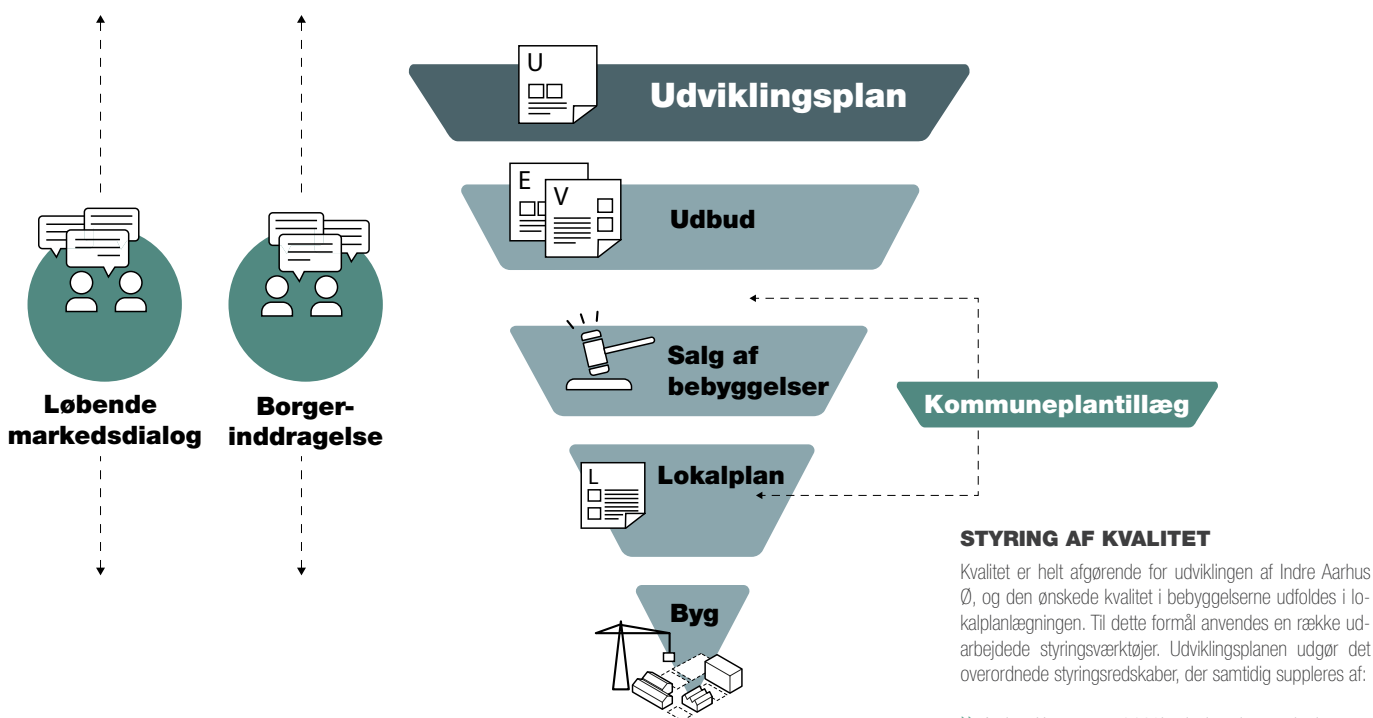 U
Udviklingsplan
E
V
Udbud
Løbende
markedsdialog
Borger-
inddragelse
Salg af
bebyggelser
Kommuneplantillæg
L
Lokalplan
Byg
STYRING AF KVALITET
Kvalitet er helt afgørende for udviklingen af Indre Aarhus
Ø, og den ønskede kvalitet i bebyggelserne udfoldes i lo-
kalplanlægningen. Til dette formål anvendes en række ud-
arbejdede styringsværktøjer. Udviklingsplanen udgør det
overordnede styringsredskaber, der samtidig suppleres af: